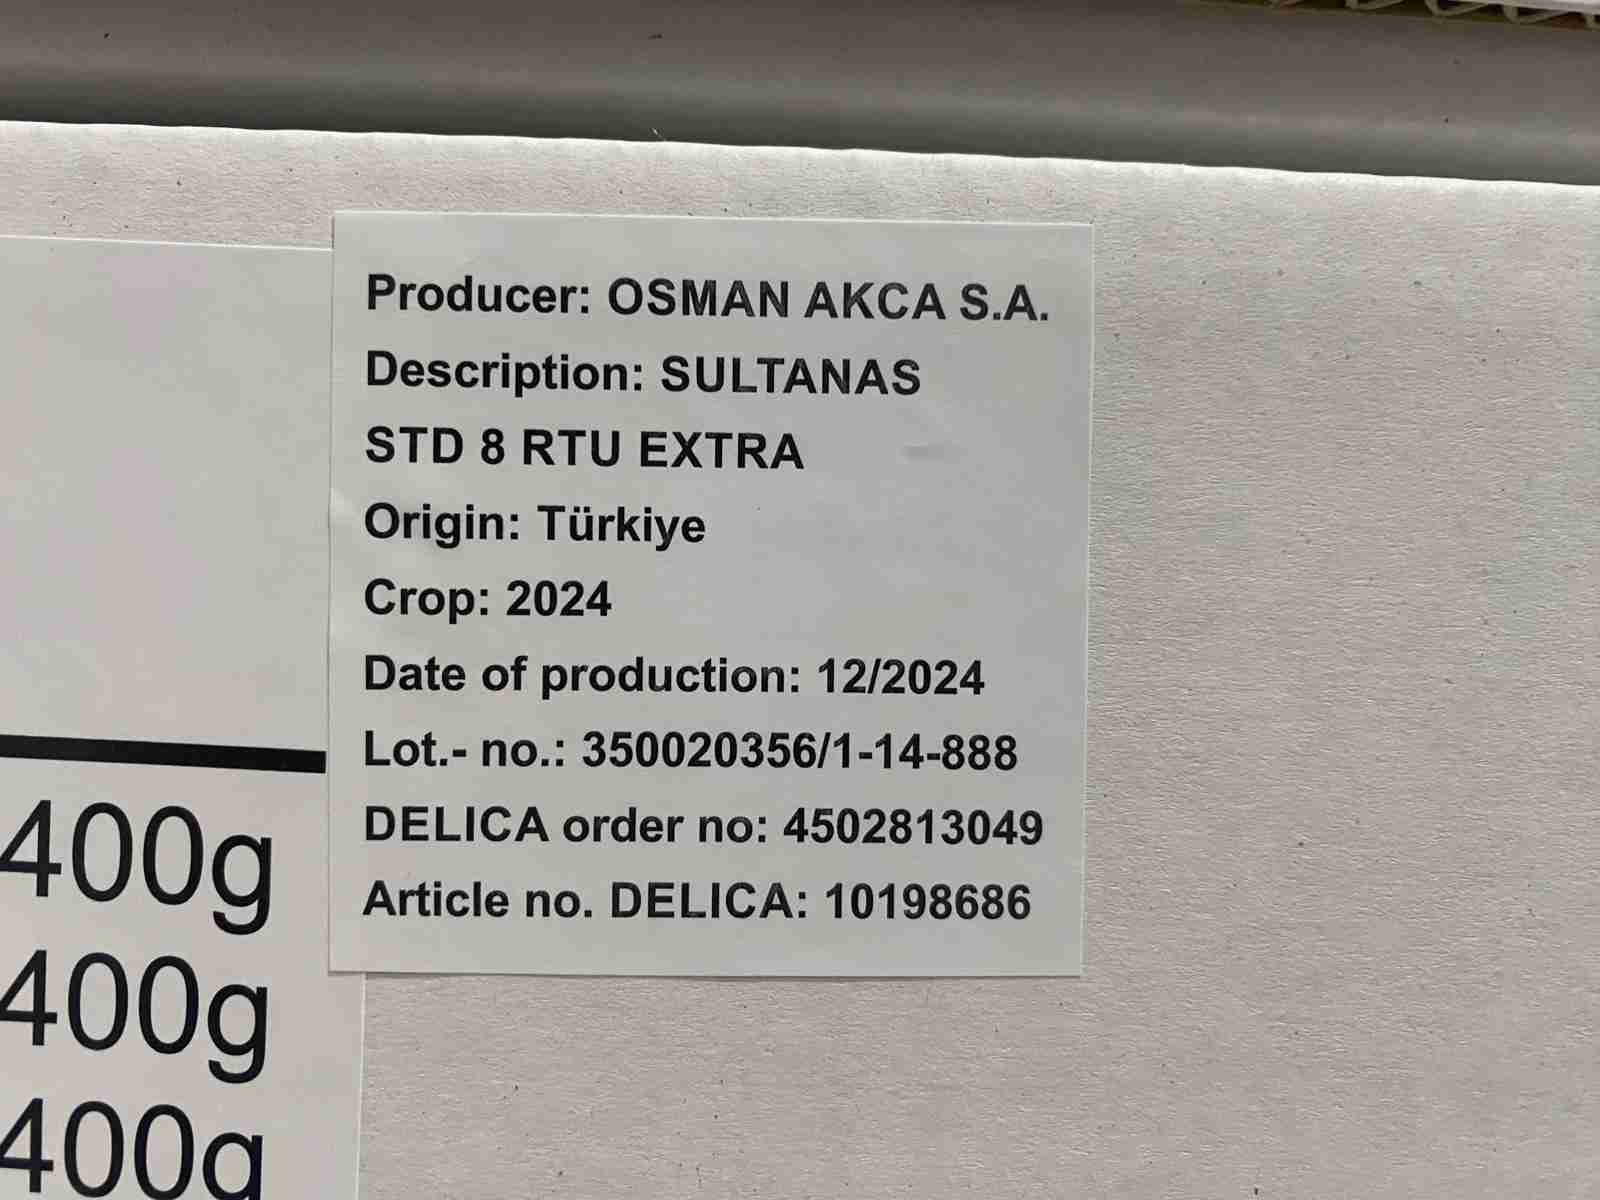 Producer: OSMAN AKCA S.A.
Description: SULTANAS
STD 8 RTU EXTRA
Origin: Türkiye
Crop: 2024
Date of production: 12/2024
Lot.- no.: 350020356/1-14-888
DELICA order no: 4502813049
Article no. DELICA: 10198686
400g
400g
400g